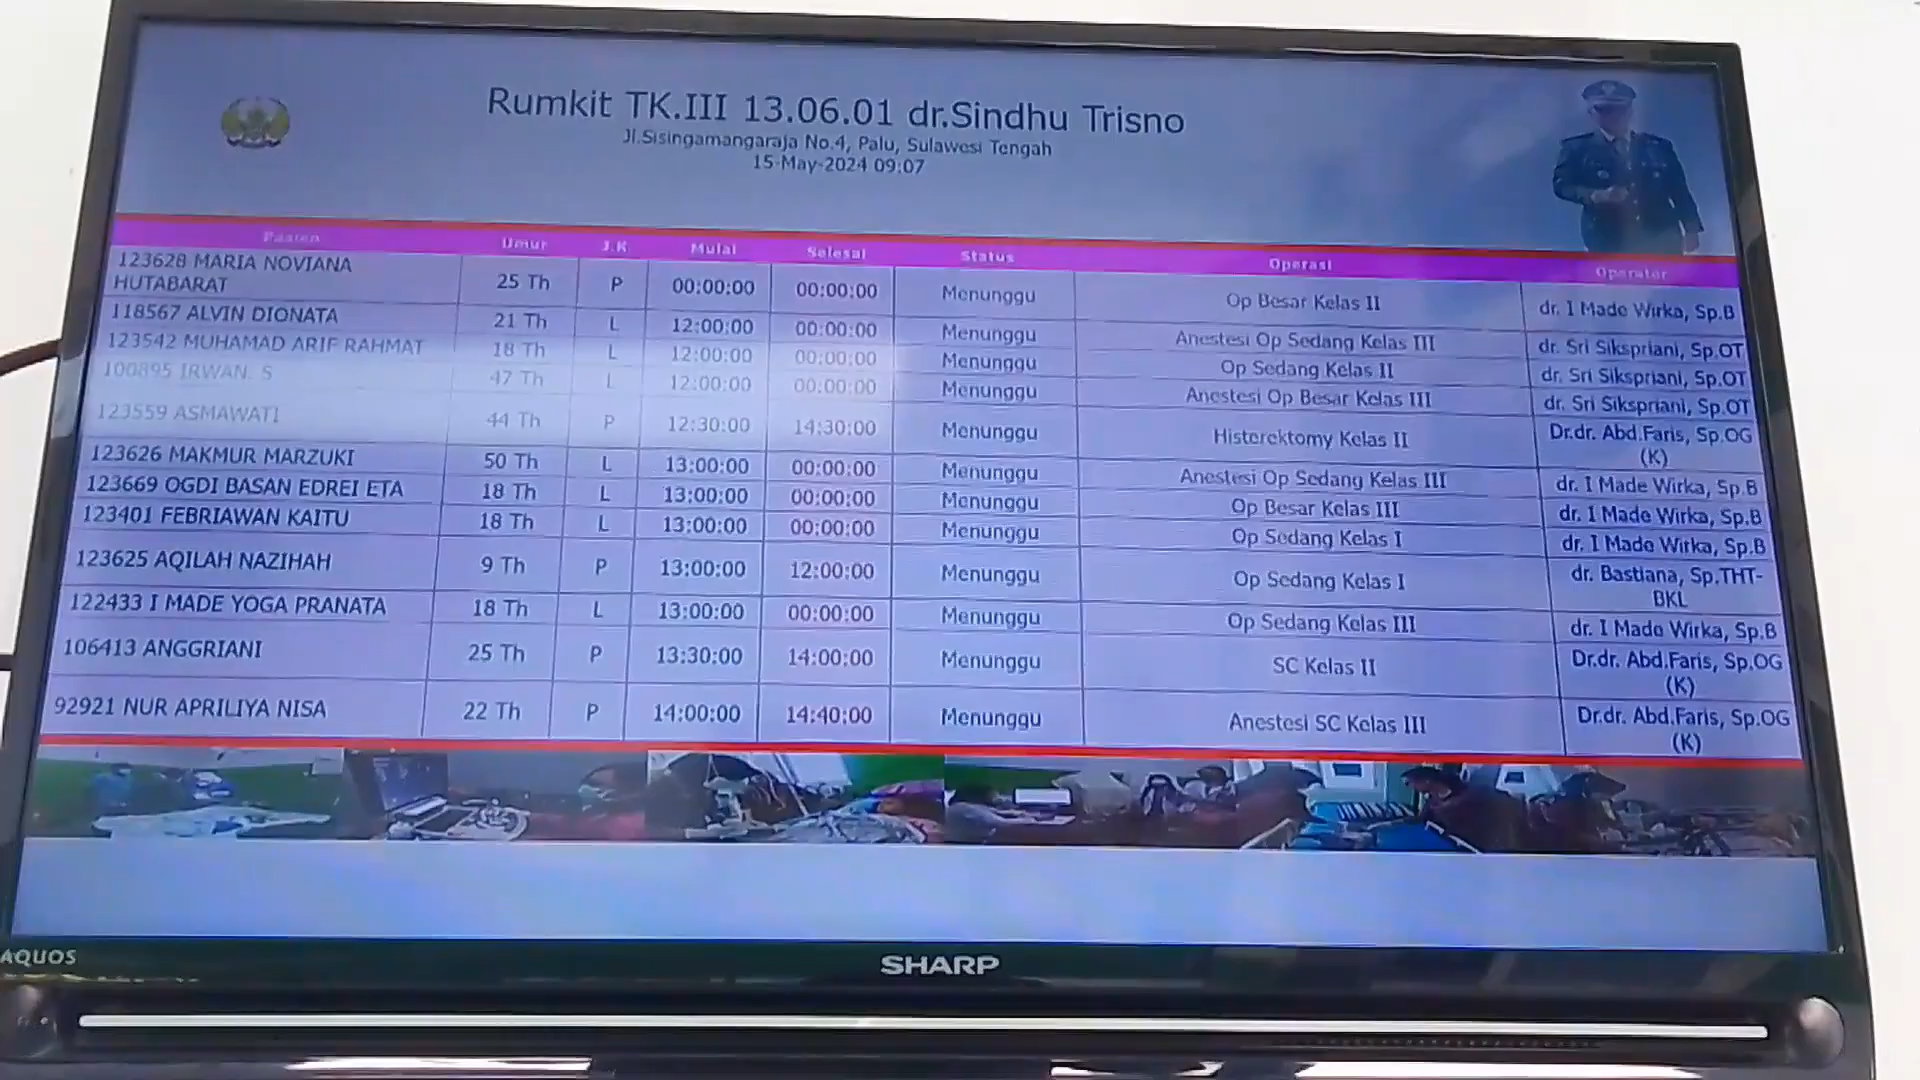 Rumkit TK.III 13.06.01 dr.Sindhu Trisno
Jl.Sisingamangaraja No.4, Palu, Sulawesi Tengah
15-May-2024 09:07
Pasien Umur J.K Mulai Selesai Status Operasi Operator
123628 MARIA NOVIANA HUTABARAT 25 Th P 00:00:00 00:00:00 Menunggu Op Besar Kelas II dr. I Made Wirka, Sp.B
118567 ALVIN DIONATA 21 Th L 12:00:00 00:00:00 Menunggu Anestesi Op Sedang Kelas III dr. Sri Sikspriani, Sp.OT
123542 MUHAMAD ARIF RAHMAT 18 Th L 12:00:00 00:00:00 Menunggu Op Sedang Kelas II dr. Sri Sikspriani, Sp.OT
100895 IRWAN. S 47 Th L 12:00:00 00:00:00 Menunggu Anestesi Op Besar Kelas III dr. Sri Sikspriani, Sp.OT
123559 ASMAWATI 44 Th P 12:30:00 14:30:00 Menunggu Histerektomy Kelas II Dr.dr. Abd.Faris, Sp.OG (K)
123626 MAKMUR MARZUKI 50 Th L 13:00:00 00:00:00 Menunggu Anestesi Op Sedang Kelas III dr. I Made Wirka, Sp.B
123669 OGDI BASAN EDREI ETA 18 Th L 13:00:00 00:00:00 Menunggu Op Besar Kelas III dr. I Made Wirka, Sp.B
123401 FEBRIAWAN KAITU 18 Th L 13:00:00 00:00:00 Menunggu Op Sedang Kelas I dr. I Made Wirka, Sp.B
123625 AQILAH NAZIHAH 9 Th P 13:00:00 12:00:00 Menunggu Op Sedang Kelas I dr. Bastiana, Sp.THT-BKL
122433 I MADE YOGA PRANATA 18 Th L 13:00:00 00:00:00 Menunggu Op Sedang Kelas III dr. I Made Wirka, Sp.B
106413 ANGGRIANI 25 Th P 13:30:00 14:00:00 Menunggu SC Kelas II Dr.dr. Abd.Faris, Sp.OG (K)
92921 NUR APRILIYA NISA 22 Th P 14:00:00 14:40:00 Menunggu Anestesi SC Kelas III Dr.dr. Abd.Faris, Sp.OG (K)
AQUOS
SHARP